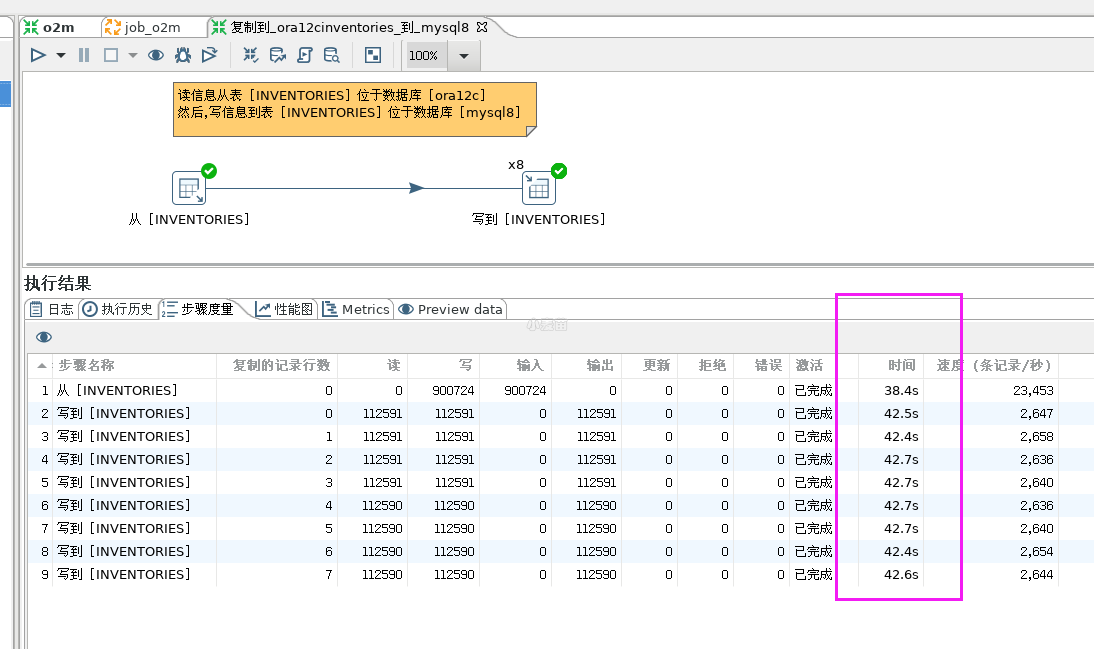 o2m job_o2m 复制到_ora12cinventories_到_mysql8
100%
读信息从表 [INVENTORIES] 位于数据库 [ora12c]
然后,写信息到表 [INVENTORIES] 位于数据库 [mysql8]
x8
从 [INVENTORIES] 写到 [INVENTORIES]
执行结果
日志 执行历史 步骤度量 性能图 Metrics Preview data
步骤名称 复制的记录行数 读 写 输入 输出 更新 拒绝 错误 激活 时间 速度 (条记录/秒)
1 从 [INVENTORIES] 0 0 900724 900724 0 0 0 0 已完成 38.4s 23,453
2 写到 [INVENTORIES] 0 112591 112591 0 112591 0 0 0 已完成 42.5s 2,647
3 写到 [INVENTORIES] 1 112591 112591 0 112591 0 0 0 已完成 42.4s 2,658
4 写到 [INVENTORIES] 2 112591 112591 0 112591 0 0 0 已完成 42.7s 2,636
5 写到 [INVENTORIES] 3 112591 112591 0 112591 0 0 0 已完成 42.7s 2,640
6 写到 [INVENTORIES] 4 112590 112590 0 112590 0 0 0 已完成 42.7s 2,636
7 写到 [INVENTORIES] 5 112590 112590 0 112590 0 0 0 已完成 42.7s 2,640
8 写到 [INVENTORIES] 6 112590 112590 0 112590 0 0 0 已完成 42.4s 2,654
9 写到 [INVENTORIES] 7 112590 112590 0 112590 0 0 0 已完成 42.6s 2,644